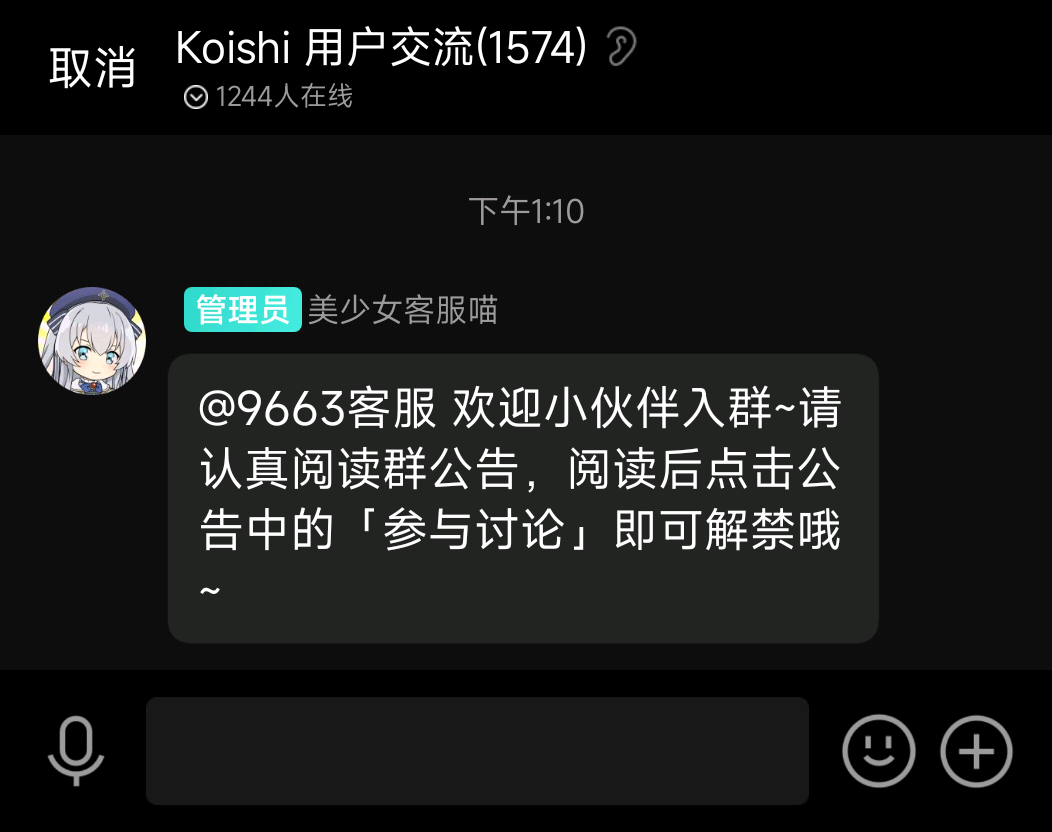 取消
Koishi 用户交流(1574)
1244人在线
下午1:10
管理员 美少女客服喵
@9663客服 欢迎小伙伴入群~请
认真阅读群公告，阅读后点击公
告中的「参与讨论」即可解禁哦
~